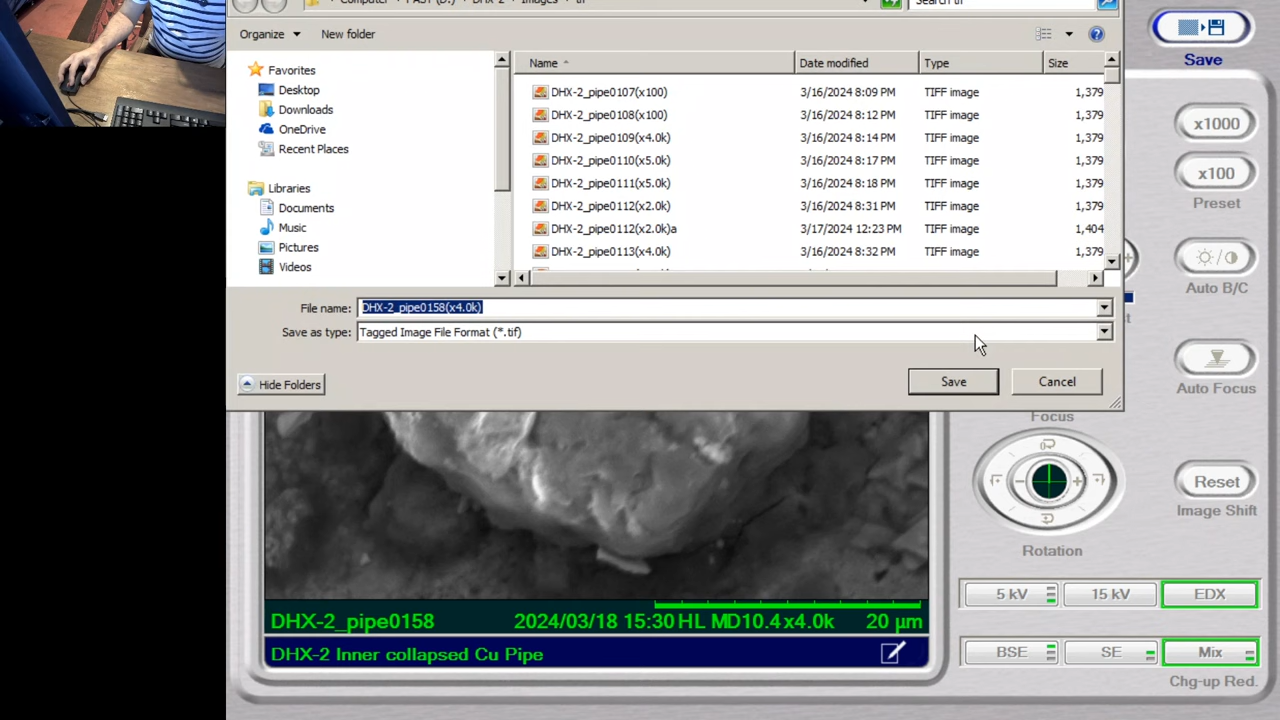 Computer
FAST (D:)
DHX-2
Images
tif
Search tif
Organize
New folder
Favorites
Desktop
Downloads
OneDrive
Recent Places
Libraries
Documents
Music
Pictures
Videos
Name Date modified Type Size
DHX-2_pipe0107(x100) 3/16/2024 8:09 PM TIFF image 1,379
DHX-2_pipe0108(x100) 3/16/2024 8:12 PM TIFF image 1,379
DHX-2_pipe0109(x4.0k) 3/16/2024 8:14 PM TIFF image 1,379
DHX-2_pipe0110(x5.0k) 3/16/2024 8:17 PM TIFF image 1,379
DHX-2_pipe0111(x5.0k) 3/16/2024 8:18 PM TIFF image 1,379
DHX-2_pipe0112(x2.0k) 3/16/2024 8:31 PM TIFF image 1,379
DHX-2_pipe0112(x2.0k)a 3/17/2024 12:23 PM TIFF image 1,404
DHX-2_pipe0113(x4.0k) 3/16/2024 8:32 PM TIFF image 1,379
File name: DHX-2_pipe0158(x4.0k)
Save as type: Tagged Image File Format (*.tif)
Hide Folders
Save
Cancel
DHX-2_pipe0158 2024/03/18 15:30 HL MD10.4 x4.0k 20 µm
DHX-2 Inner collapsed Cu Pipe
Save
x1000
x100
Preset
Auto B/C
Auto Focus
Focus
Rotation
Reset
Image Shift
5 kV
15 kV
EDX
BSE
SE
Mix
Chg-up Red.